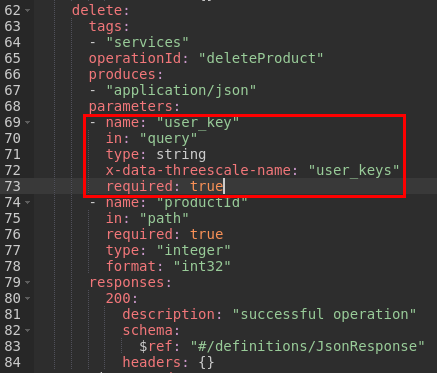 62 delete:
63 tags:
64 - "services"
65 operationId: "deleteProduct"
66 produces:
67 - "application/json"
68 parameters:
69 - name: "user_key"
70 in: "query"
71 type: string
72 x-data-threescale-name: "user_keys"
73 required: true
74 - name: "productId"
75 in: "path"
76 required: true
77 type: "integer"
78 format: "int32"
79 responses:
80 200:
81 description: "successful operation"
82 schema:
83 $ref: "#/definitions/JsonResponse"
84 headers: {}